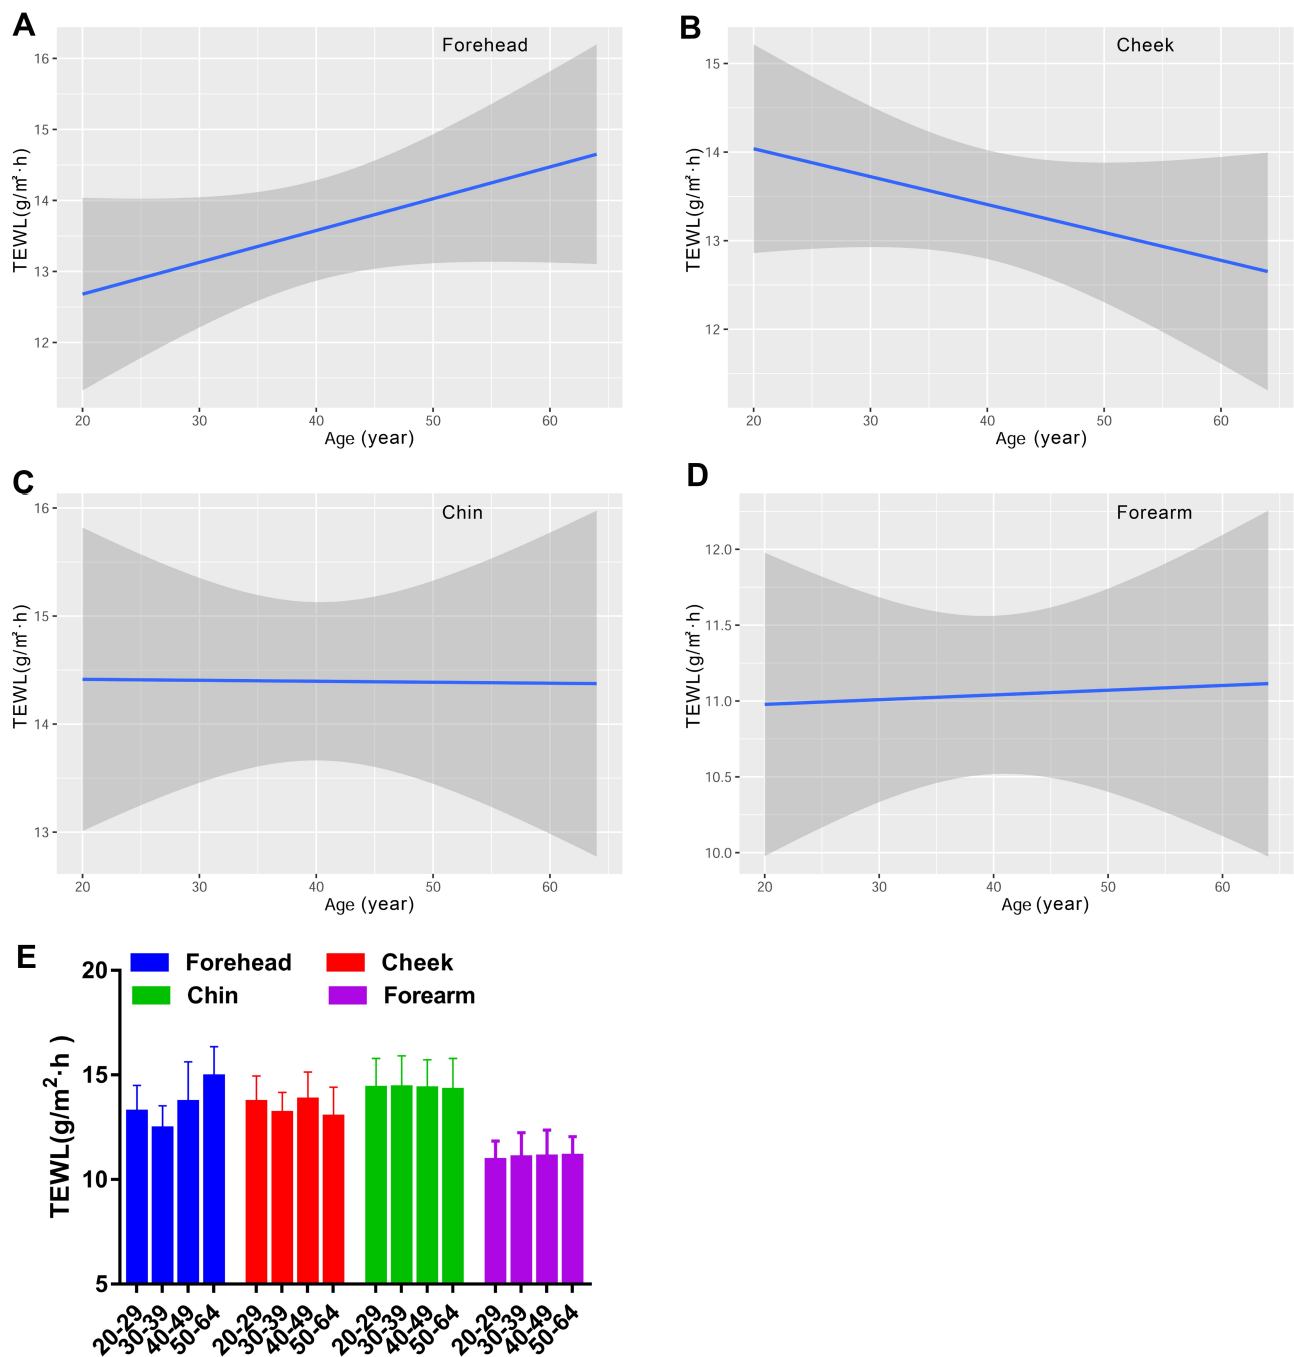 A
Forehead
16
15
14
13
12
TEWL(g/m²·h)
20 30 40 50 60
Age (year)
B
Cheek
15
14
13
12
TEWL(g/m²·h)
20 30 40 50 60
Age (year)
C
Chin
16
15
14
13
TEWL(g/m²·h)
20 30 40 50 60
Age (year)
D
Forearm
12.0
11.5
11.0
10.5
10.0
TEWL(g/m²·h)
20 30 40 50 60
Age (year)
E
Forehead Cheek
Chin Forearm
20
15
10
5
TEWL(g/m²·h )
20-29 30-39 40-49 50-64 20-29 30-39 40-49 50-64 20-29 30-39 40-49 50-64 20-29 30-39 40-49 50-64